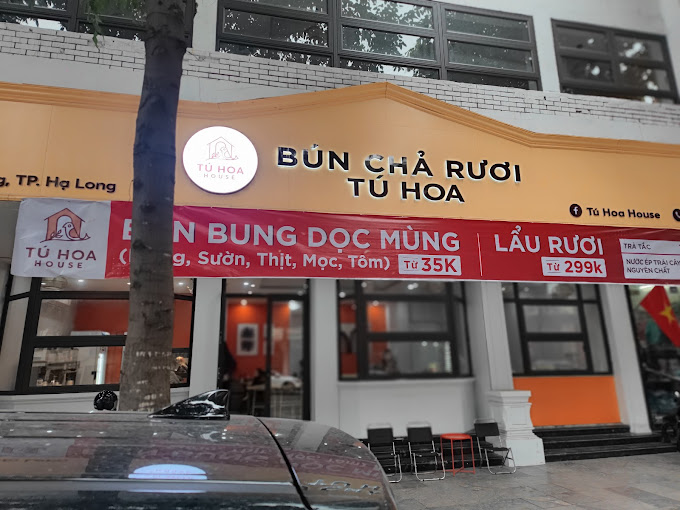 BÚN CHẢ RƯƠI
TÚ HOA
TÚ HOA
HOUSE
TP. Hạ Long
Tú Hoa House
TÚ HOA
HOUSE
BUNG DỌC MÙNG
Sườn, Thịt, Mọc, Tôm) Từ 35K
LẨU RƯƠI
Từ 299k
TRÀ TẮC
NƯỚC ÉP TRÁI CÂY
NGUYÊN CHẤT